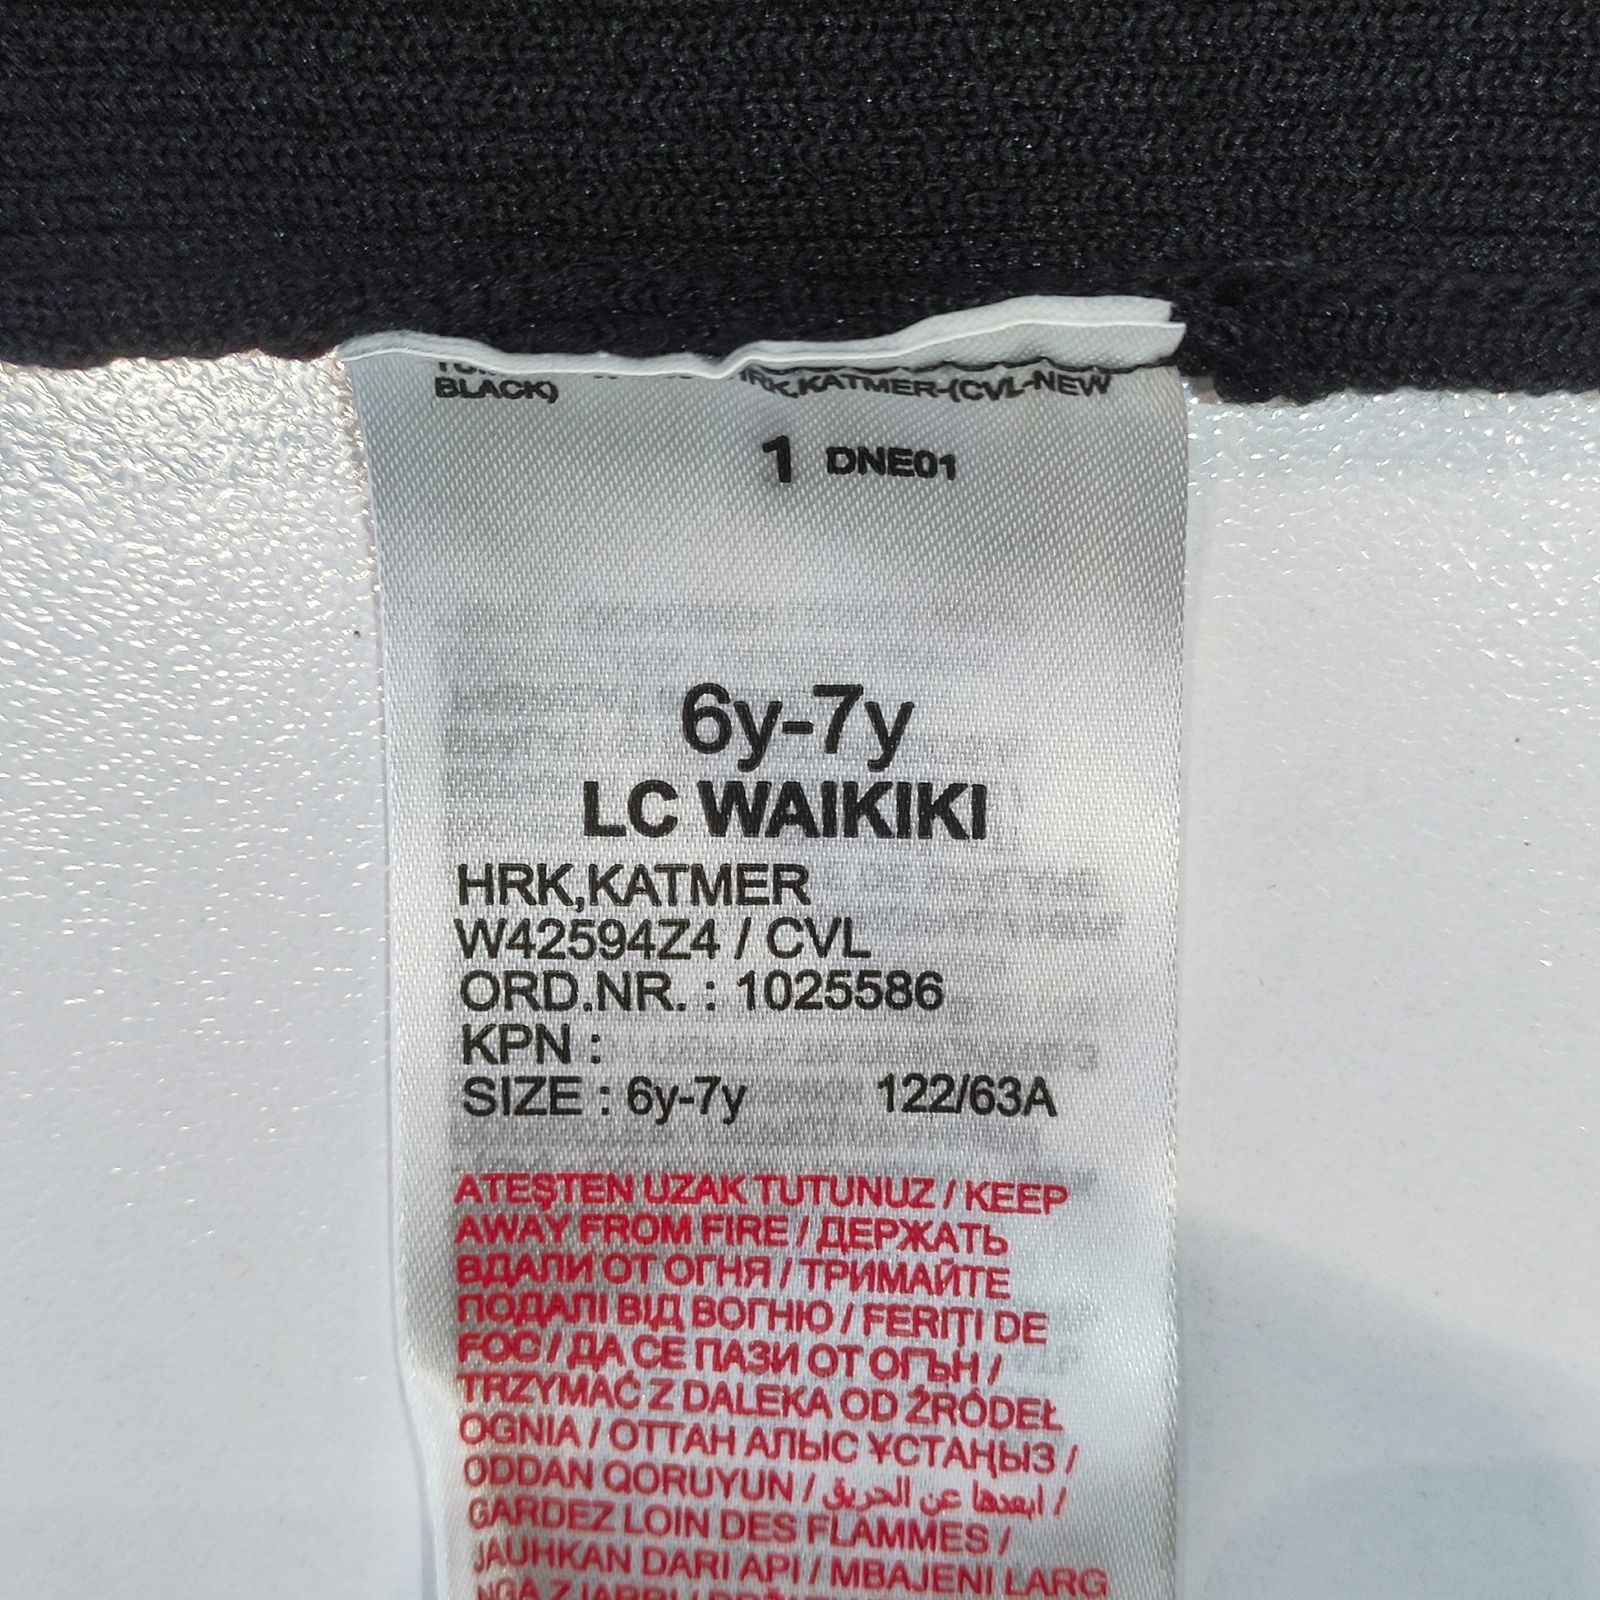 HRK,KATMER-(CVL-NEW
BLACK)
1 DNE01
6y-7y
LC WAIKIKI
HRK,KATMER
W42594Z4 / CVL
ORD.NR. : 1025586
KPN :
SIZE : 6y-7y 122/63A
ATEŞTEN UZAK TUTUNUZ / KEEP
AWAY FROM FIRE / ДЕРЖАТЬ
ВДАЛИ ОТ ОГНЯ / ТРИМАЙТЕ
ПОДАЛІ ВІД ВОГНЮ / FERIŢI DE
FOC / ДА СЕ ПАЗИ ОТ ОГЪН /
TRZYMAĆ Z DALEKA OD ŹRÓDEŁ
OGNIA / ОТТАН АЛЫС ҰСТАҢЫЗ /
ODDAN QORUYUN / ابعدها عن الحريق /
GARDEZ LOIN DES FLAMMES /
JAUHKAN DARI API / MBAJENI LARG
NGA ZJARRI /